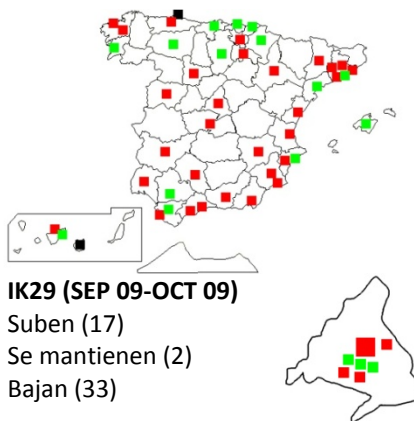 IK29 (SEP 09-OCT 09)
Suben (17)
Se mantienen (2)
Bajan (33)